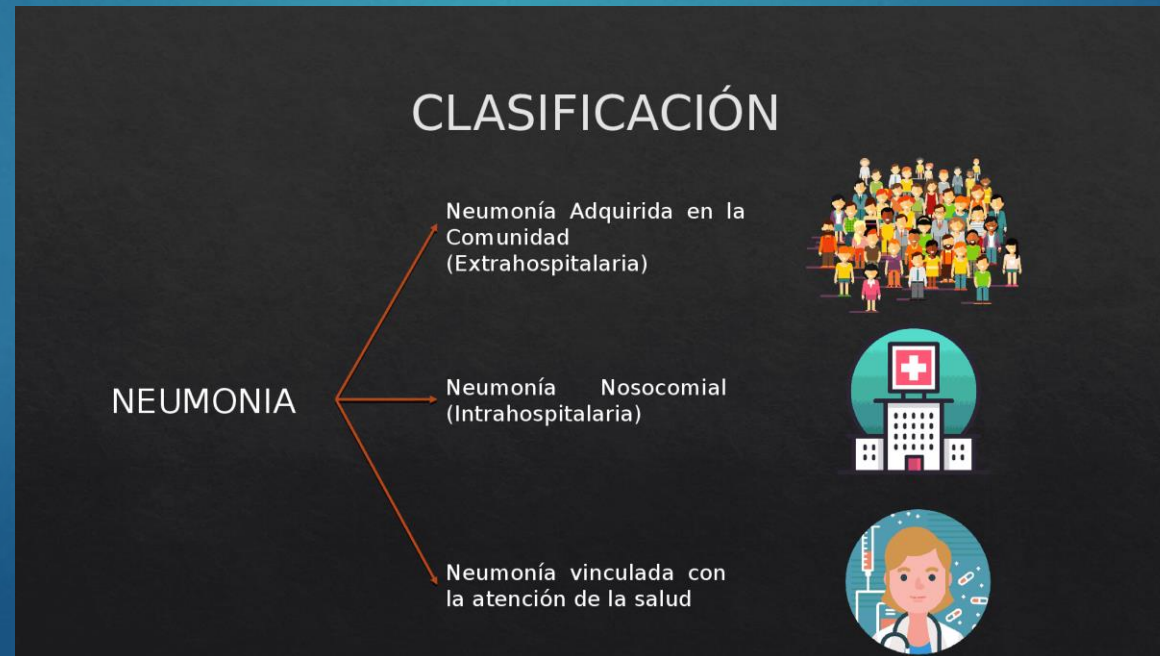 CLASIFICACIÓN
Neumonía Adquirida en la
Comunidad
(Extrahospitalaria)
NEUMONIA
Neumonía Nosocomial
(Intrahospitalaria)
Neumonía vinculada con
la atención de la salud